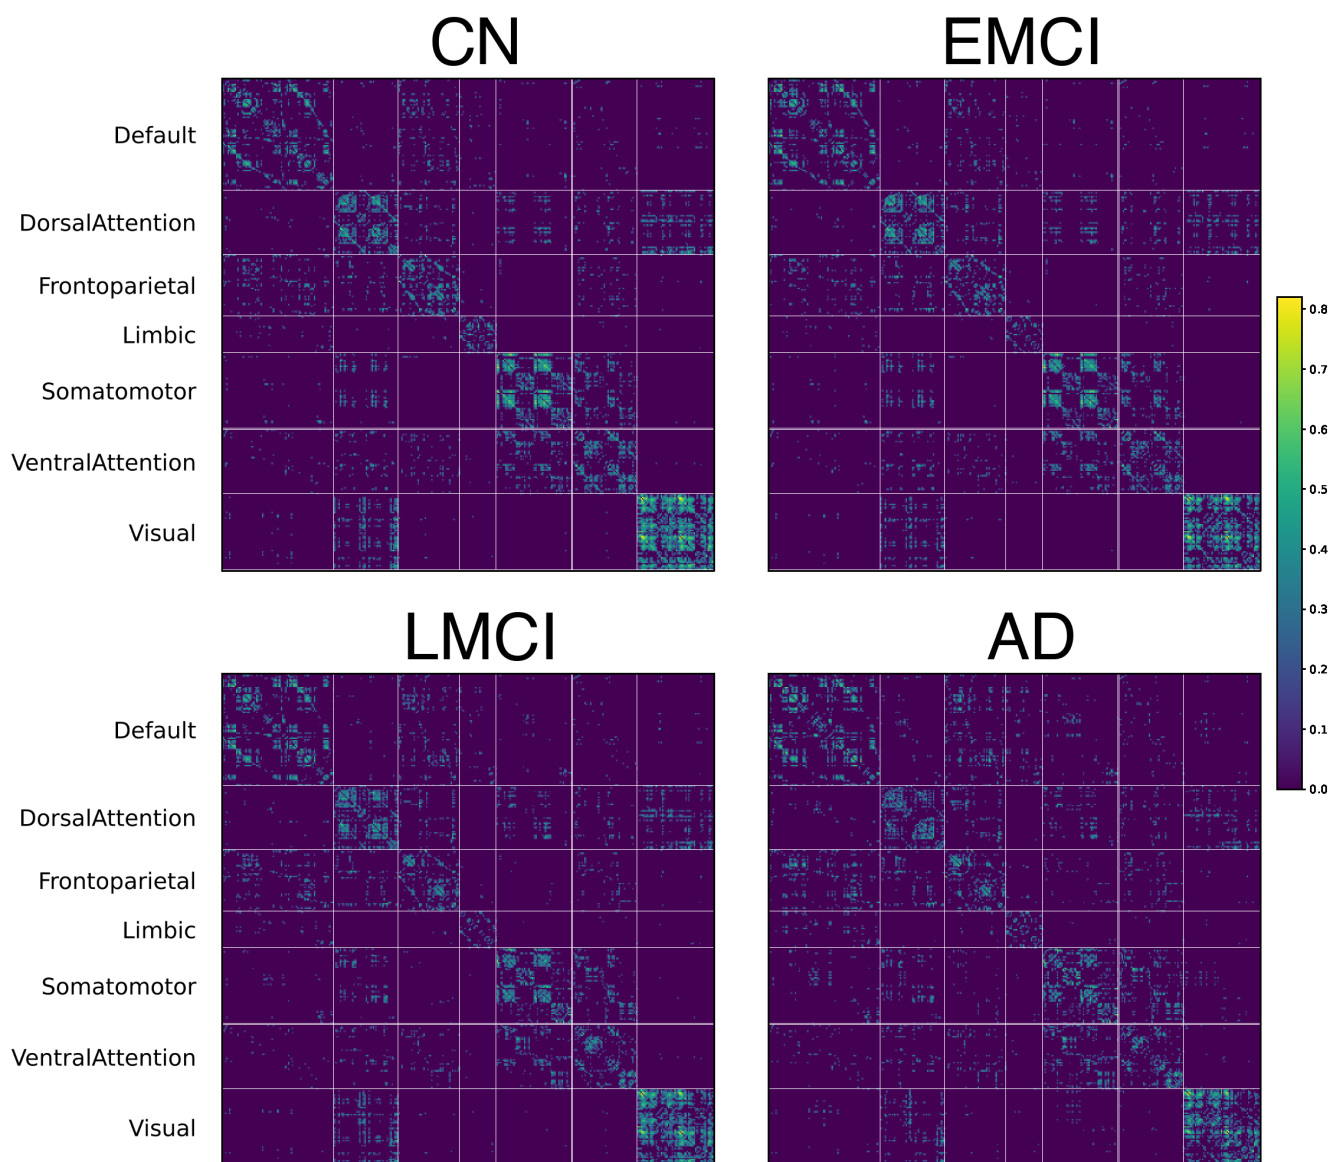 CN
EMCI
Default
DorsalAttention
Frontoparietal
Limbic
Somatomotor
VentralAttention
Visual
0.8
0.7
0.6
0.5
0.4
0.3
0.2
0.1
0.0
LMCI
AD
Default
DorsalAttention
Frontoparietal
Limbic
Somatomotor
VentralAttention
Visual